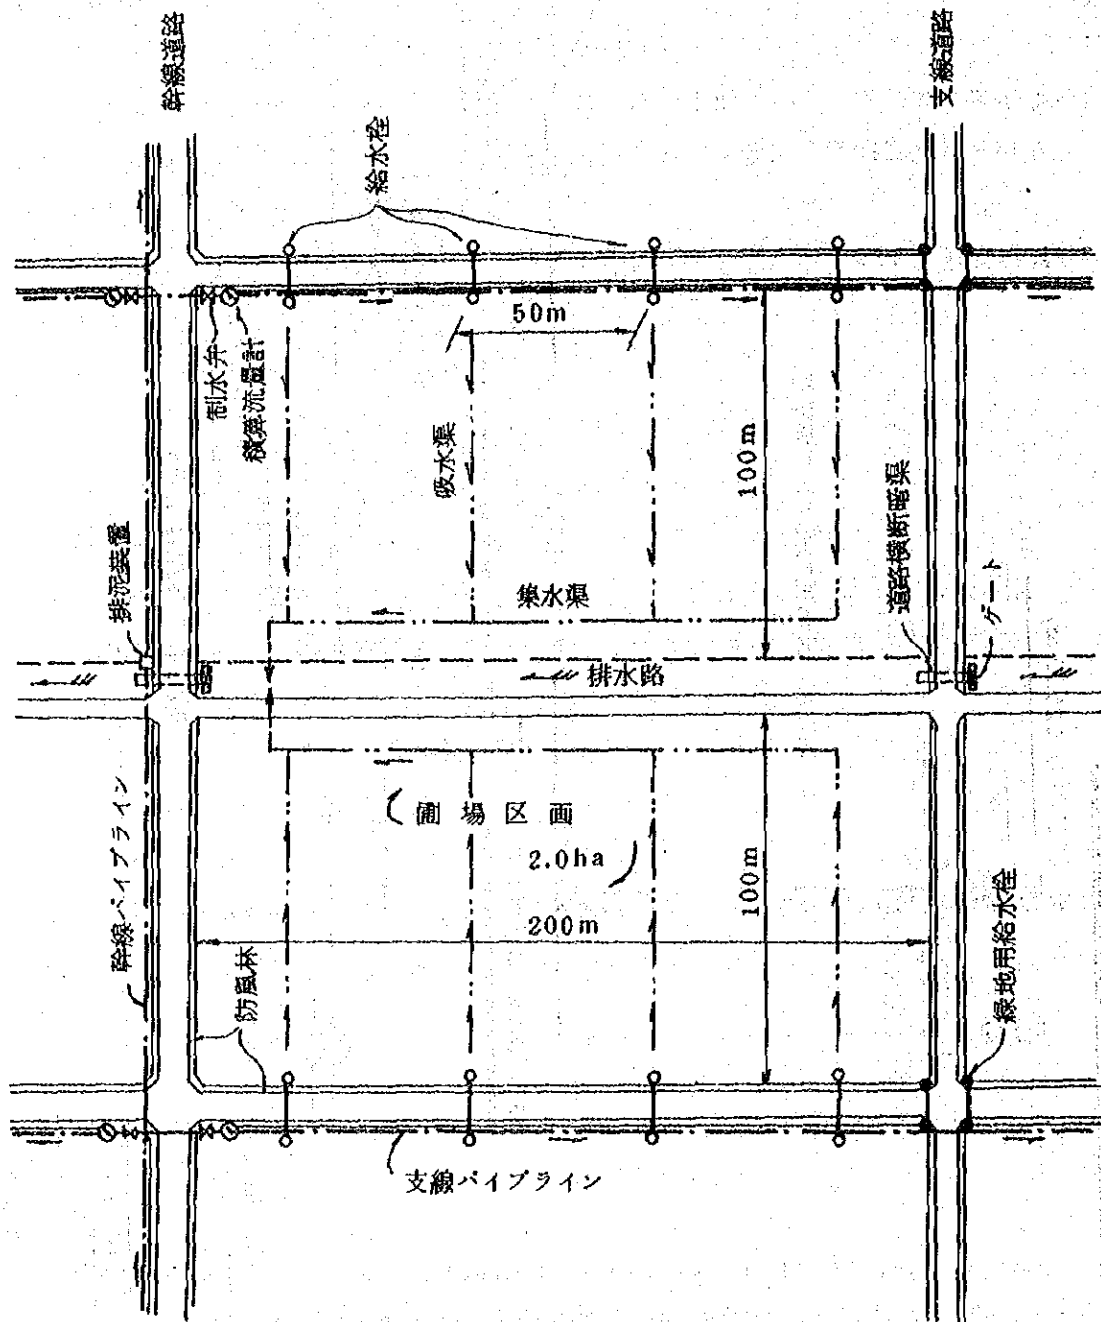 幹線道路
支線道路
給水栓
50m
制水弁
積算流量計
吸水渠
100m
排泥装置
集水渠
道路横断暗渠
ゲート
排水路
幹線パイプライン
圃場区画
2.0ha
100m
200m
防風林
緑地用給水栓
支線パイプライン